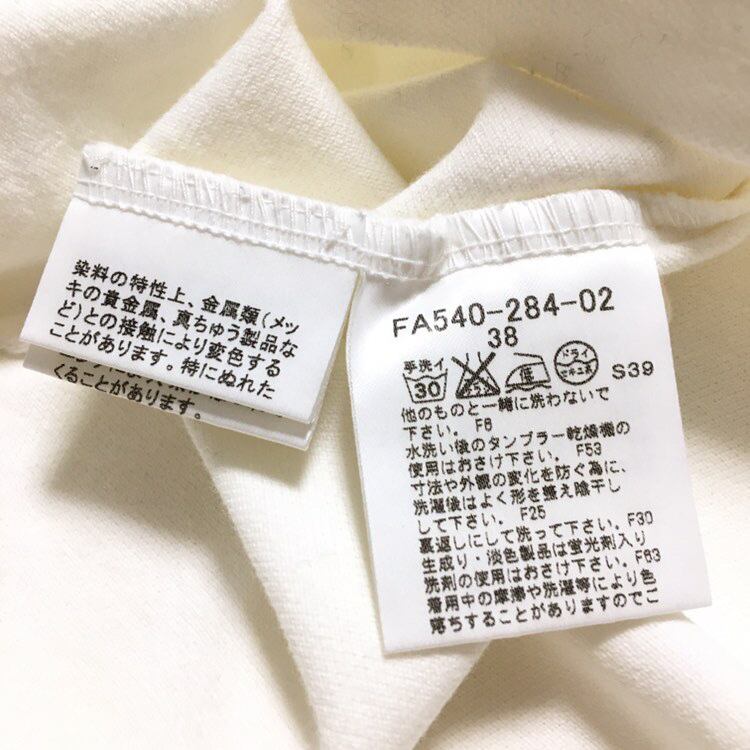 染料の特性上、金属類(メッ
キの貴金属、真ちゅう製品な
ど)との接触により変色する
ことがあります。特にぬれた
くることがあります。
FA540-284-02
38
手洗イ
30
低
ドライ
セキユ系
S39
他のものと一緒に洗わないで
下さい。F6
水洗い後のタンブラー乾燥機の
使用はおさけ下さい。F53
寸法や外観の変化を防ぐ為に、
洗濯後はよく形を整え陰干し
して下さい。F25
裏返しにして洗って下さい。F30
生成り・淡色製品は蛍光剤入り
洗剤の使用はおさけ下さい。F63
着用中の摩擦や洗濯等により色
落ちすることがありますのでご